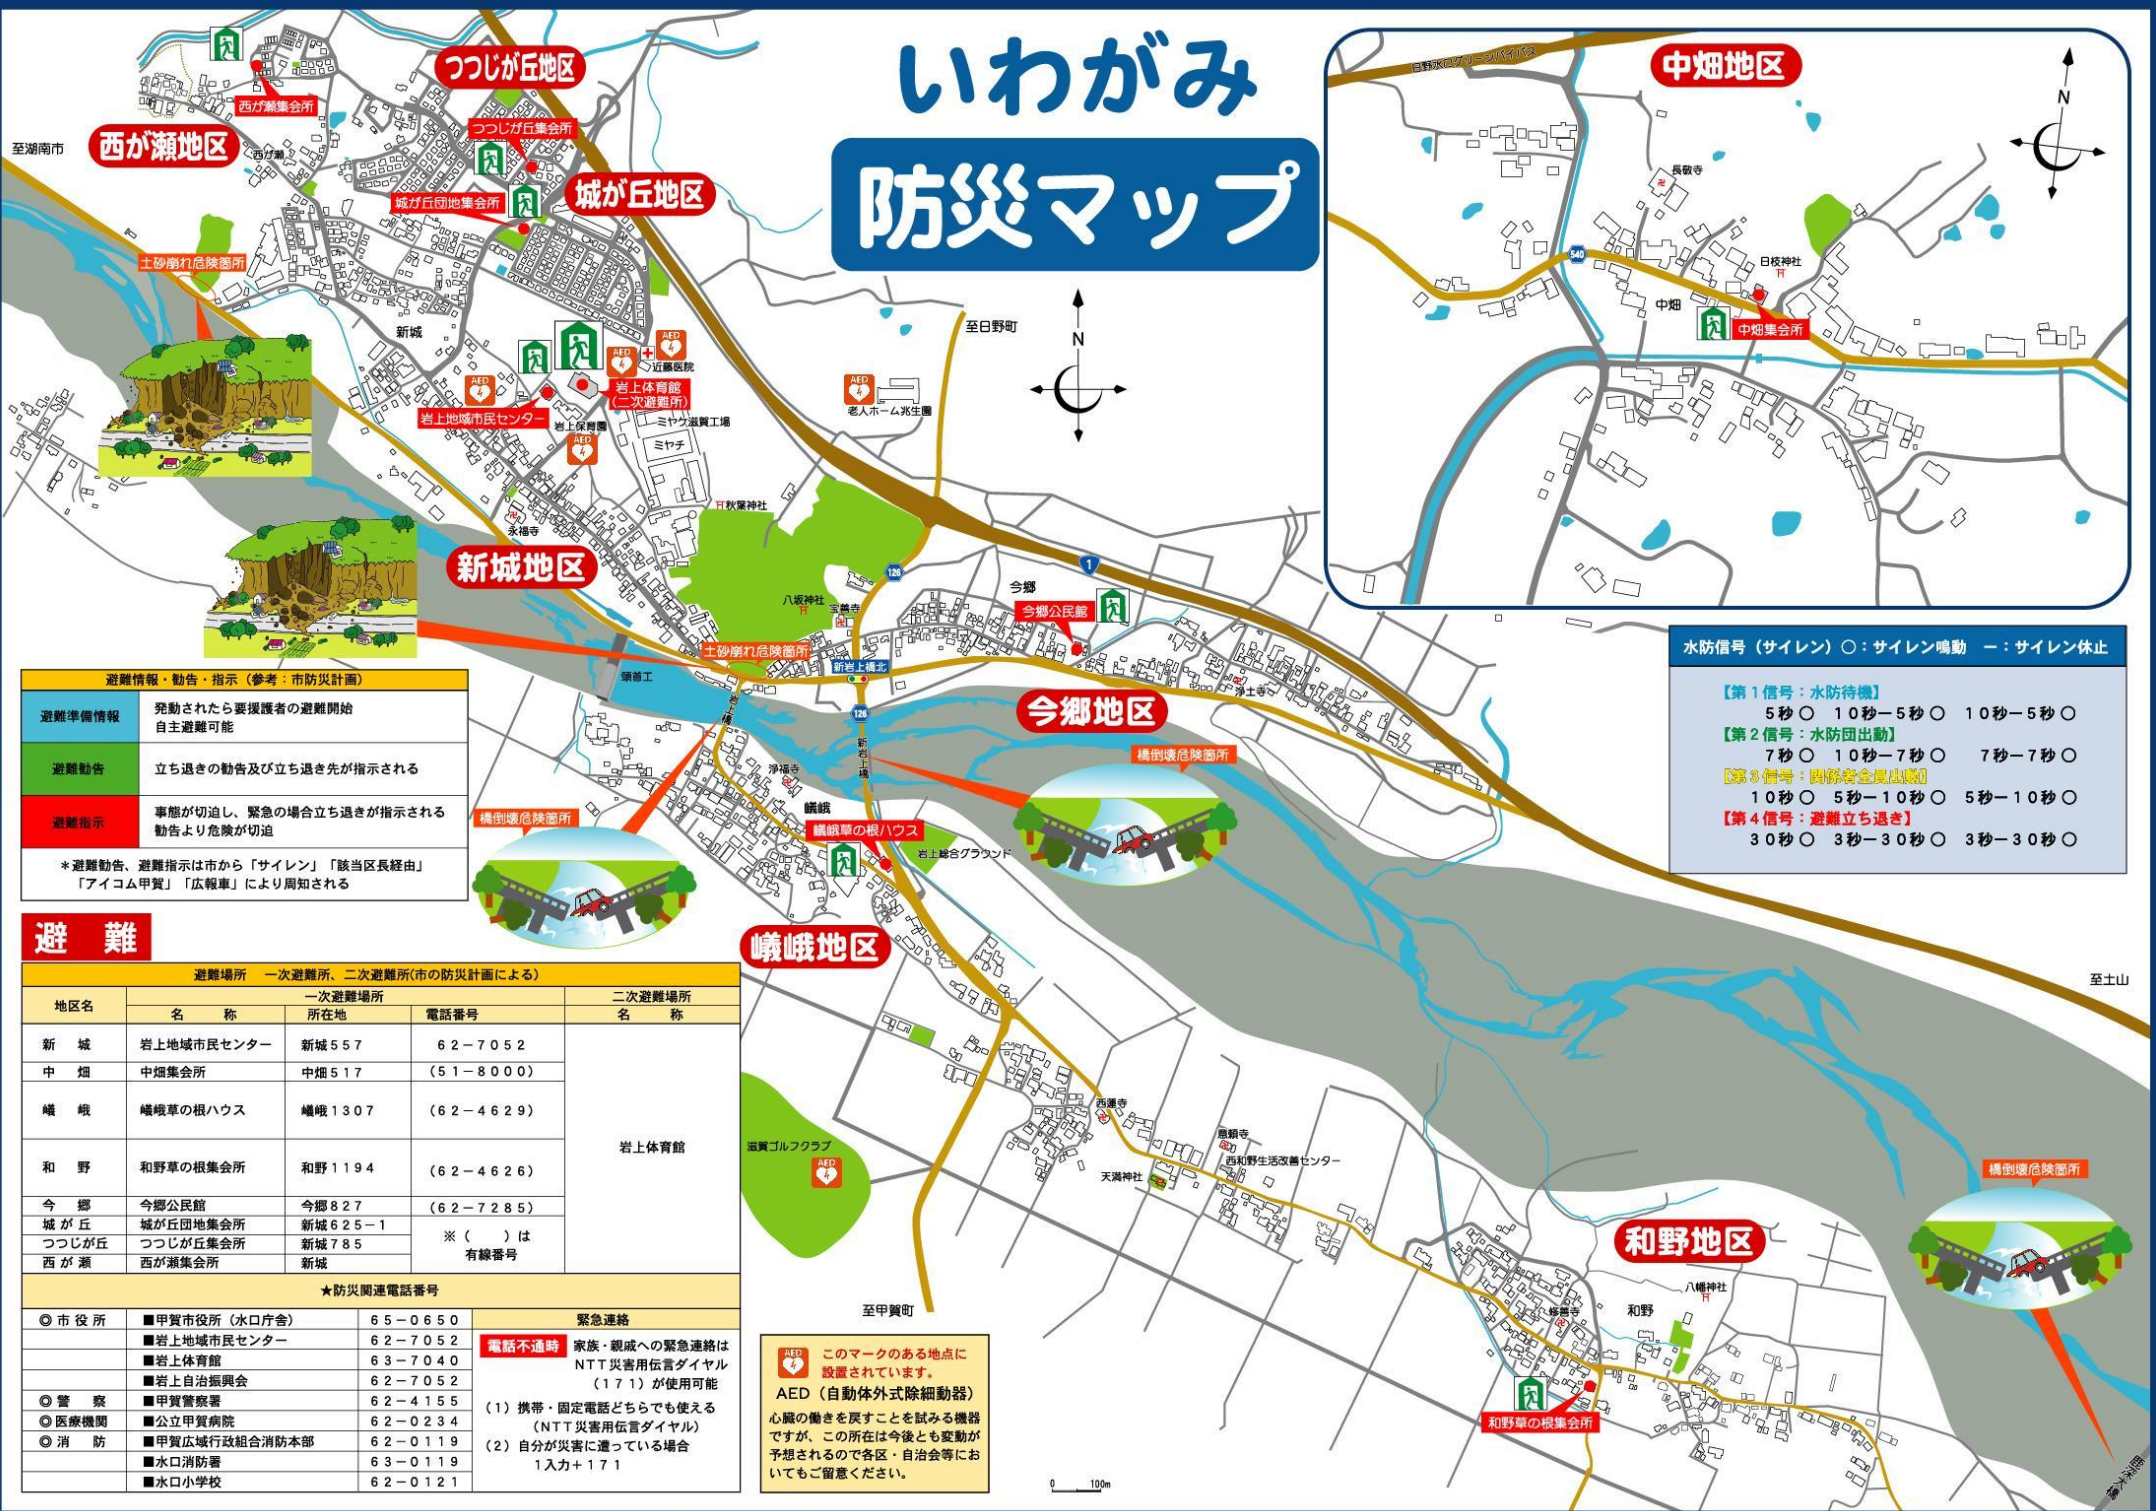 いわがみ
防災マップ
つつじが丘地区
西が瀬集会所
西が瀬地区
至湖南市
西が瀬
つつじが丘集会所
城が丘地区
城が丘団地集会所
土砂崩れ危険箇所
新城
AED
AED
近藤医院
岩上体育館
(二次避難所)
AED
岩上地域市民センター
岩上保育園
AED
ミヤケ滋賀工場
ミヤチ
AED
老人ホーム兆生園
至日野町
N
秋葉神社
永福寺
新城地区
八坂神社
宝善寺
126
1
今郷
今郷公民館
土砂崩れ危険箇所
新岩上橋北
頭首工
岩上橋
126
新岩上橋
浄土寺
今郷地区
橋倒壊危険箇所
浄福寺
嶬峨
橋倒壊危険箇所
嶬峨草の根ハウス
岩上総合グラウンド
嶬峨地区
至土山
西蓮寺
慈頼寺
西和野生活改善センター
天満神社
滋賀ゴルフクラブ
AED
至甲賀町
橋倒壊危険箇所
和野地区
八幡神社
修善寺
和野
和野草の根集会所
鹿深大橋
0 100m
中畑地区
日野水口グリーンバイパス
N
長敬寺
540
日枝神社
中畑
中畑集会所
水防信号（サイレン）○：サイレン鳴動 －：サイレン休止
【第１信号：水防待機】
５秒○ １０秒－５秒○ １０秒－５秒○
【第２信号：水防団出動】
７秒○ １０秒－７秒○ ７秒－７秒○
【第３信号：関係者全員出動】
１０秒○ ５秒－１０秒○ ５秒－１０秒○
【第４信号：避難立ち退き】
３０秒○ ３秒－３０秒○ ３秒－３０秒○
避難情報・勧告・指示（参考：市防災計画）
避難準備情報 発動されたら要援護者の避難開始
自主避難可能
避難勧告 立ち退きの勧告及び立ち退き先が指示される
避難指示 事態が切迫し、緊急の場合立ち退きが指示される
勧告より危険が切迫
＊避難勧告、避難指示は市から「サイレン」「該当区長経由」
「アイコム甲賀」「広報車」により周知される
避 難
避難場所 一次避難所、二次避難所(市の防災計画による)
地区名 一次避難場所 二次避難場所
名 称 所在地 電話番号 名 称
新 城 岩上地域市民センター 新城５５７ ６２－７０５２
中 畑 中畑集会所 中畑５１７ （５１－８０００）
嶬 峨 嶬峨草の根ハウス 嶬峨１３０７ （６２－４６２９）
岩上体育館
和 野 和野草の根集会所 和野１１９４ （６２－４６２６）
今 郷 今郷公民館 今郷８２７ （６２－７２８５）
城が丘 城が丘団地集会所 新城６２５－１
つつじが丘 つつじが丘集会所 新城７８５
西が瀬 西が瀬集会所 新城
※（ ）は
有線番号
★防災関連電話番号
◎市役所 ■甲賀市役所（水口庁舎） ６５－０６５０
■岩上地域市民センター ６２－７０５２
■岩上体育館 ６３－７０４０
■岩上自治振興会 ６２－７０５２
◎警 察 ■甲賀警察署 ６２－４１５５
◎医療機関 ■公立甲賀病院 ６２－０２３４
◎消 防 ■甲賀広域行政組合消防本部 ６２－０１１９
■水口消防署 ６３－０１１９
■水口小学校 ６２－０１２１
緊急連絡
電話不通時 家族・親戚への緊急連絡は
ＮＴＴ災害用伝言ダイヤル
（１７１）が使用可能
（１）携帯・固定電話どちらでも使える
（ＮＴＴ災害用伝言ダイヤル）
（２）自分が災害に遭っている場合
１入力＋１７１
AED
このマークのある地点に
設置されています。
AED（自動体外式除細動器）
心臓の働きを戻すことを試みる機器
ですが、この所在は今後とも変動が
予想されるので各区・自治会等にお
いてもご留意ください。